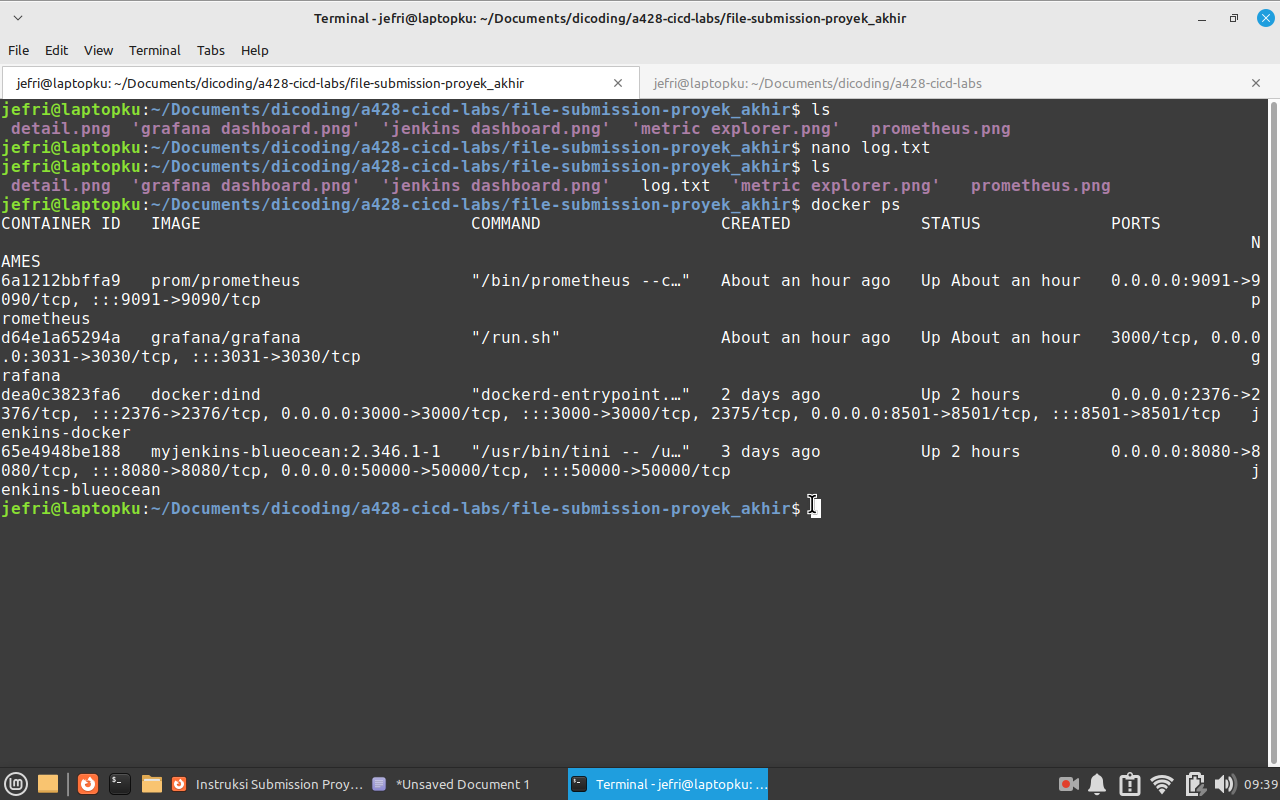 Terminal - jefri@laptopku: ~/Documents/dicoding/a428-cicd-labs/file-submission-proyek_akhir
File Edit View Terminal Tabs Help
jefri@laptopku: ~/Documents/dicoding/a428-cicd-labs/file-submission-proyek_akhir
jefri@laptopku: ~/Documents/dicoding/a428-cicd-labs
jefri@laptopku:~/Documents/dicoding/a428-cicd-labs/file-submission-proyek_akhir$ ls
detail.png 'grafana dashboard.png' 'jenkins dashboard.png' 'metric explorer.png' prometheus.png
jefri@laptopku:~/Documents/dicoding/a428-cicd-labs/file-submission-proyek_akhir$ nano log.txt
jefri@laptopku:~/Documents/dicoding/a428-cicd-labs/file-submission-proyek_akhir$ ls
detail.png 'grafana dashboard.png' 'jenkins dashboard.png' log.txt 'metric explorer.png' prometheus.png
jefri@laptopku:~/Documents/dicoding/a428-cicd-labs/file-submission-proyek_akhir$ docker ps
CONTAINER ID IMAGE COMMAND CREATED STATUS PORTS
N
AMES
6a1212bbffa9 prom/prometheus "/bin/prometheus --c…" About an hour ago Up About an hour 0.0.0.0:9091->9
090/tcp, :::9091->9090/tcp p
rometheus
d64e1a65294a grafana/grafana "/run.sh" About an hour ago Up About an hour 3000/tcp, 0.0.0
.0:3031->3030/tcp, :::3031->3030/tcp g
rafana
dea0c3823fa6 docker:dind "dockerd-entrypoint.…" 2 days ago Up 2 hours 0.0.0.0:2376->2
376/tcp, :::2376->2376/tcp, 0.0.0.0:3000->3000/tcp, :::3000->3000/tcp, 2375/tcp, 0.0.0.0:8501->8501/tcp, :::8501->8501/tcp j
enkins-docker
65e4948be188 myjenkins-blueocean:2.346.1-1 "/usr/bin/tini -- /u…" 3 days ago Up 2 hours 0.0.0.0:8080->8
080/tcp, :::8080->8080/tcp, 0.0.0.0:50000->50000/tcp, :::50000->50000/tcp j
enkins-blueocean
jefri@laptopku:~/Documents/dicoding/a428-cicd-labs/file-submission-proyek_akhir$
Instruksi Submission Proy... *Unsaved Document 1 Terminal - jefri@laptopku: ... 09:39